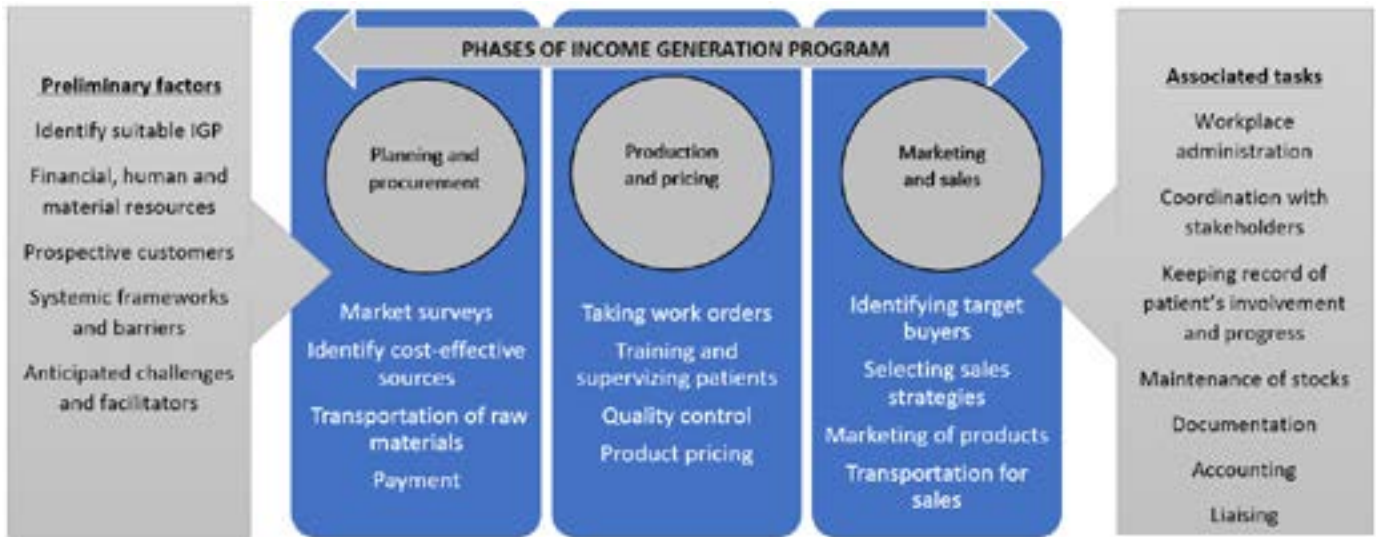 PHASES OF INCOME GENERATION PROGRAM
Preliminary factors
Identify suitable IGP
Financial, human and
material resources
Prospective customers
Systemic frameworks
and barriers
Anticipated challenges
and facilitators
Planning and
procurement
Market surveys
Identify cost-effective
sources
Transportation of raw
materials
Payment
Production
and pricing
Taking work orders
Training and
supervizing patients
Quality control
Product pricing
Marketing
and sales
Identifying target
buyers
Selecting sales
strategies
Marketing of products
Transportation for
sales
Associated tasks
Workplace
administration
Coordination with
stakeholders
Keeping record of
patient's involvement
and progress
Maintenance of stocks
Documentation
Accounting
Liaising